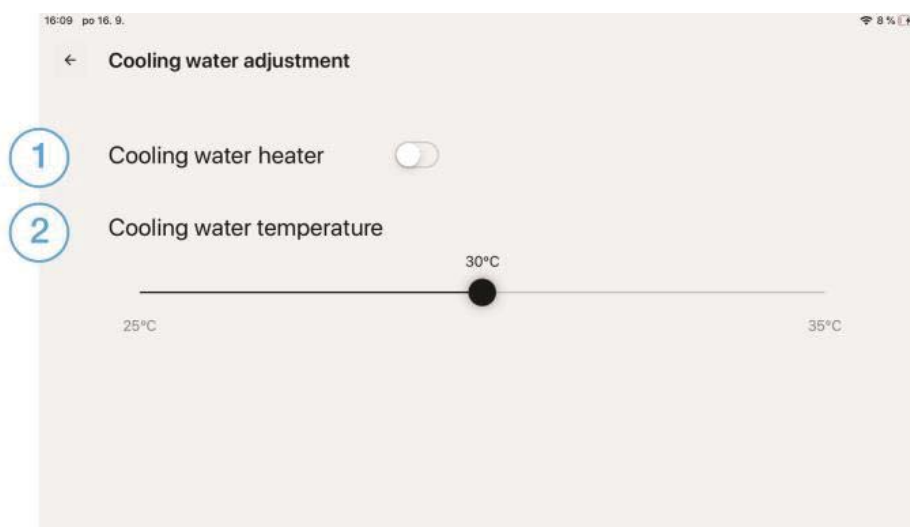 16:09 po 16. 9. 8 %
← Cooling water adjustment
1 Cooling water heater
2 Cooling water temperature
30°C
25°C 35°C